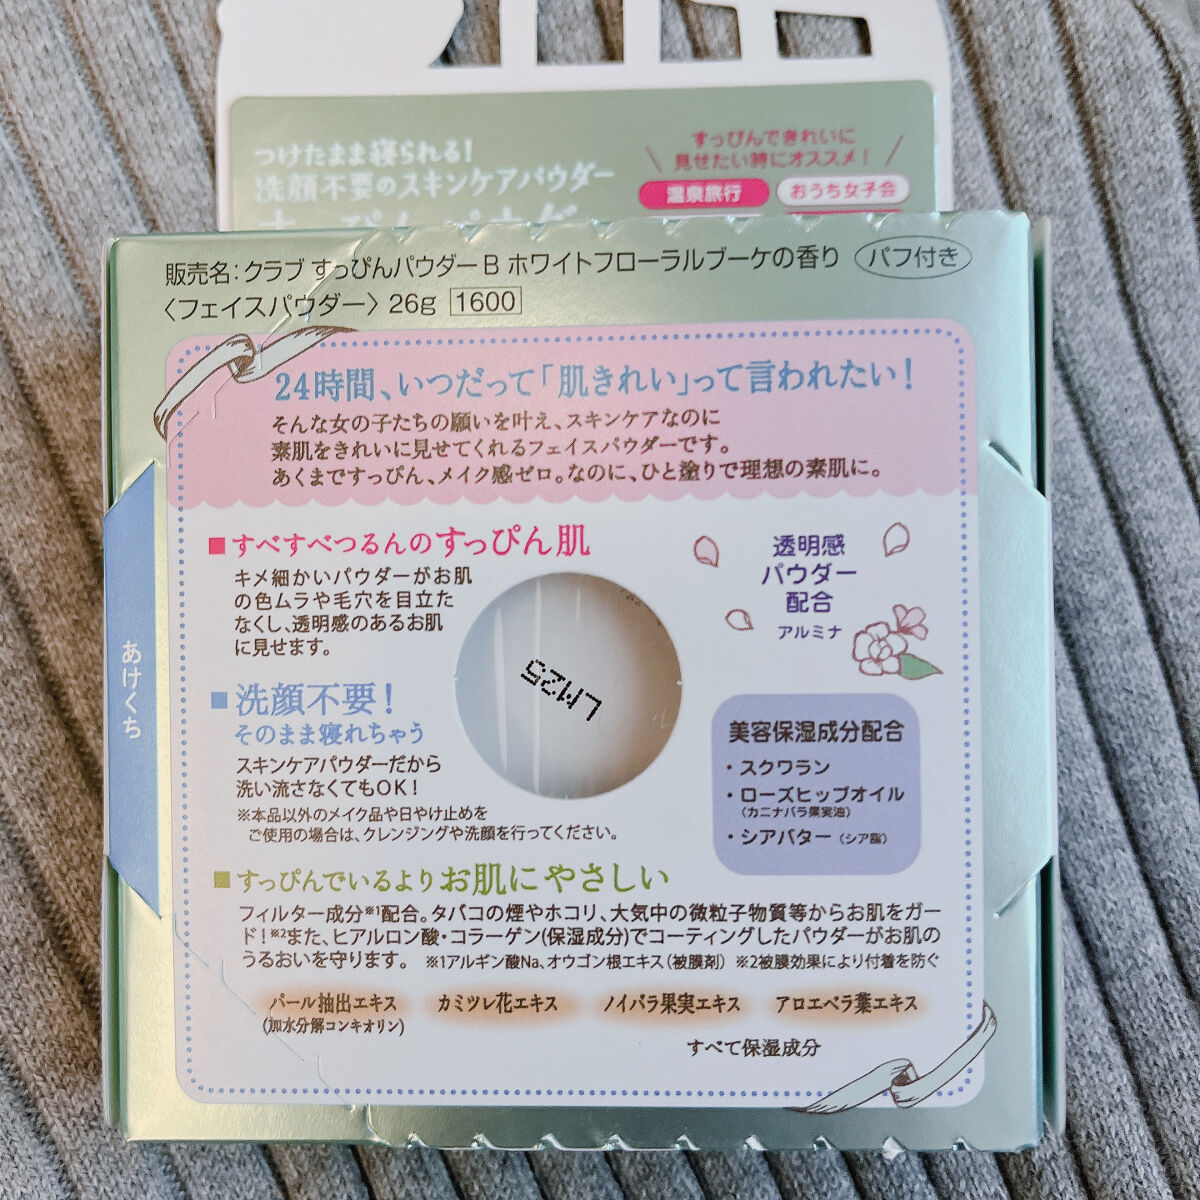 つけたまま寝られる!
洗顔不要のスキンケアパウダー
すっぴんできれいに
見せたい時にオススメ!
温泉旅行
おうち女子会
販売名:クラブ すっぴんパウダーB ホワイトフローラルブーケの香り パフ付き
〈フェイスパウダー〉26g 1600
24時間、いつだって「肌きれい」って言われたい!
そんな女の子たちの願いを叶え、スキンケアなのに
素肌をきれいに見せてくれるフェイスパウダーです。
あくまですっぴん、メイク感ゼロ。なのに、ひと塗りで理想の素肌に。
■すべすべつるんのすっぴん肌
キメ細かいパウダーがお肌
の色ムラや毛穴を目立た
なくし、透明感のあるお肌
に見せます。
透明感
パウダー
配合
アルミナ
LM25
あけくち
■洗顔不要!
そのまま寝れちゃう
スキンケアパウダーだから
洗い流さなくてもOK!
※本品以外のメイク品や日やけ止めを
ご使用の場合は、クレンジングや洗顔を行ってください。
美容保湿成分配合
・スクワラン
・ローズヒップオイル
(カニナバラ果実油)
・シアバター(シア脂)
■すっぴんでいるよりお肌にやさしい
フィルター成分※1配合。タバコの煙やホコリ、大気中の微粒子物質等からお肌をガー
ド!※2また、ヒアルロン酸・コラーゲン(保湿成分)でコーティングしたパウダーがお肌の
うるおいを守ります。 ※1アルギン酸Na、オウゴン根エキス(被膜剤) ※2被膜効果により付着を防ぐ
パール抽出エキス カミツレ花エキス ノイバラ果実エキス アロエベラ葉エキス
(加水分解コンキオリン)
すべて保湿成分